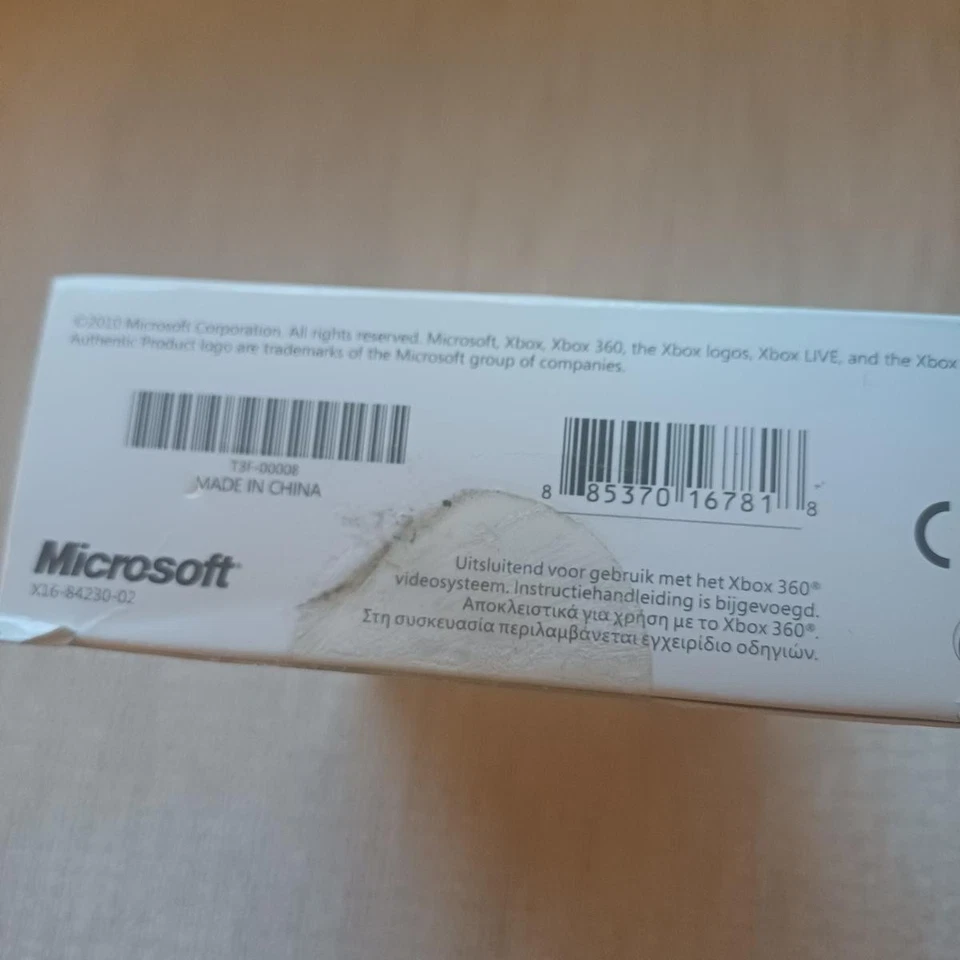 ©2010 Microsoft Corporation. All rights reserved. Microsoft, Xbox, Xbox 360, the Xbox logos, Xbox LIVE, and the Xbox
Authentic Product logo are trademarks of the Microsoft group of companies.
T3F-00008
MADE IN CHINA
8 85370 16781 8
Microsoft
X16-84230-02
Uitsluitend voor gebruik met het Xbox 360®
videosysteem. Instructiehandleiding is bijgevoegd.
Αποκλειστικά για χρήση με το Xbox 360®.
Στη συσκευασία περιλαμβάνεται εγχειρίδιο οδηγιών.